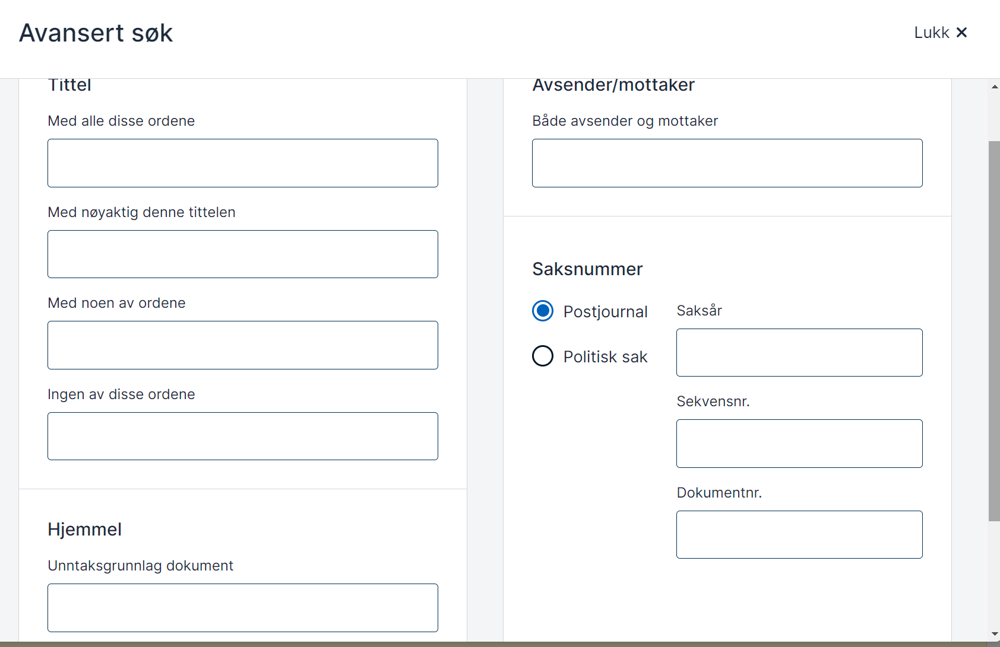 Avansert søk
Lukk
Tittel
Med alle disse ordene
Med nøyaktig denne tittelen
Med noen av ordene
Ingen av disse ordene
Hjemmel
Unntaksgrunnlag dokument
Avsender/mottaker
Både avsender og mottaker
Saksnummer
Postjournal
Politisk sak
Saksår
Sekvensnr.
Dokumentnr.